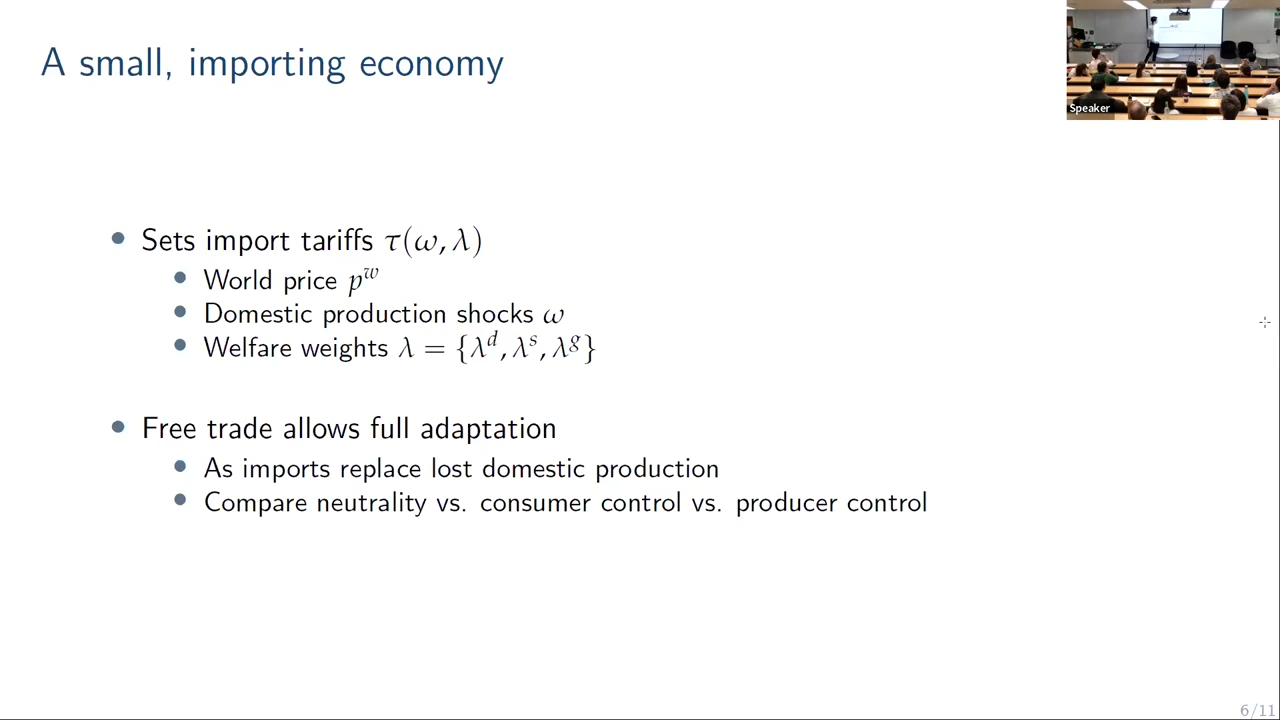 A small, importing economy
Speaker
• Sets import tariffs τ(ω, λ)
• World price p^w
• Domestic production shocks ω
• Welfare weights λ = {λ^d, λ^s, λ^g}
• Free trade allows full adaptation
• As imports replace lost domestic production
• Compare neutrality vs. consumer control vs. producer control
6/11